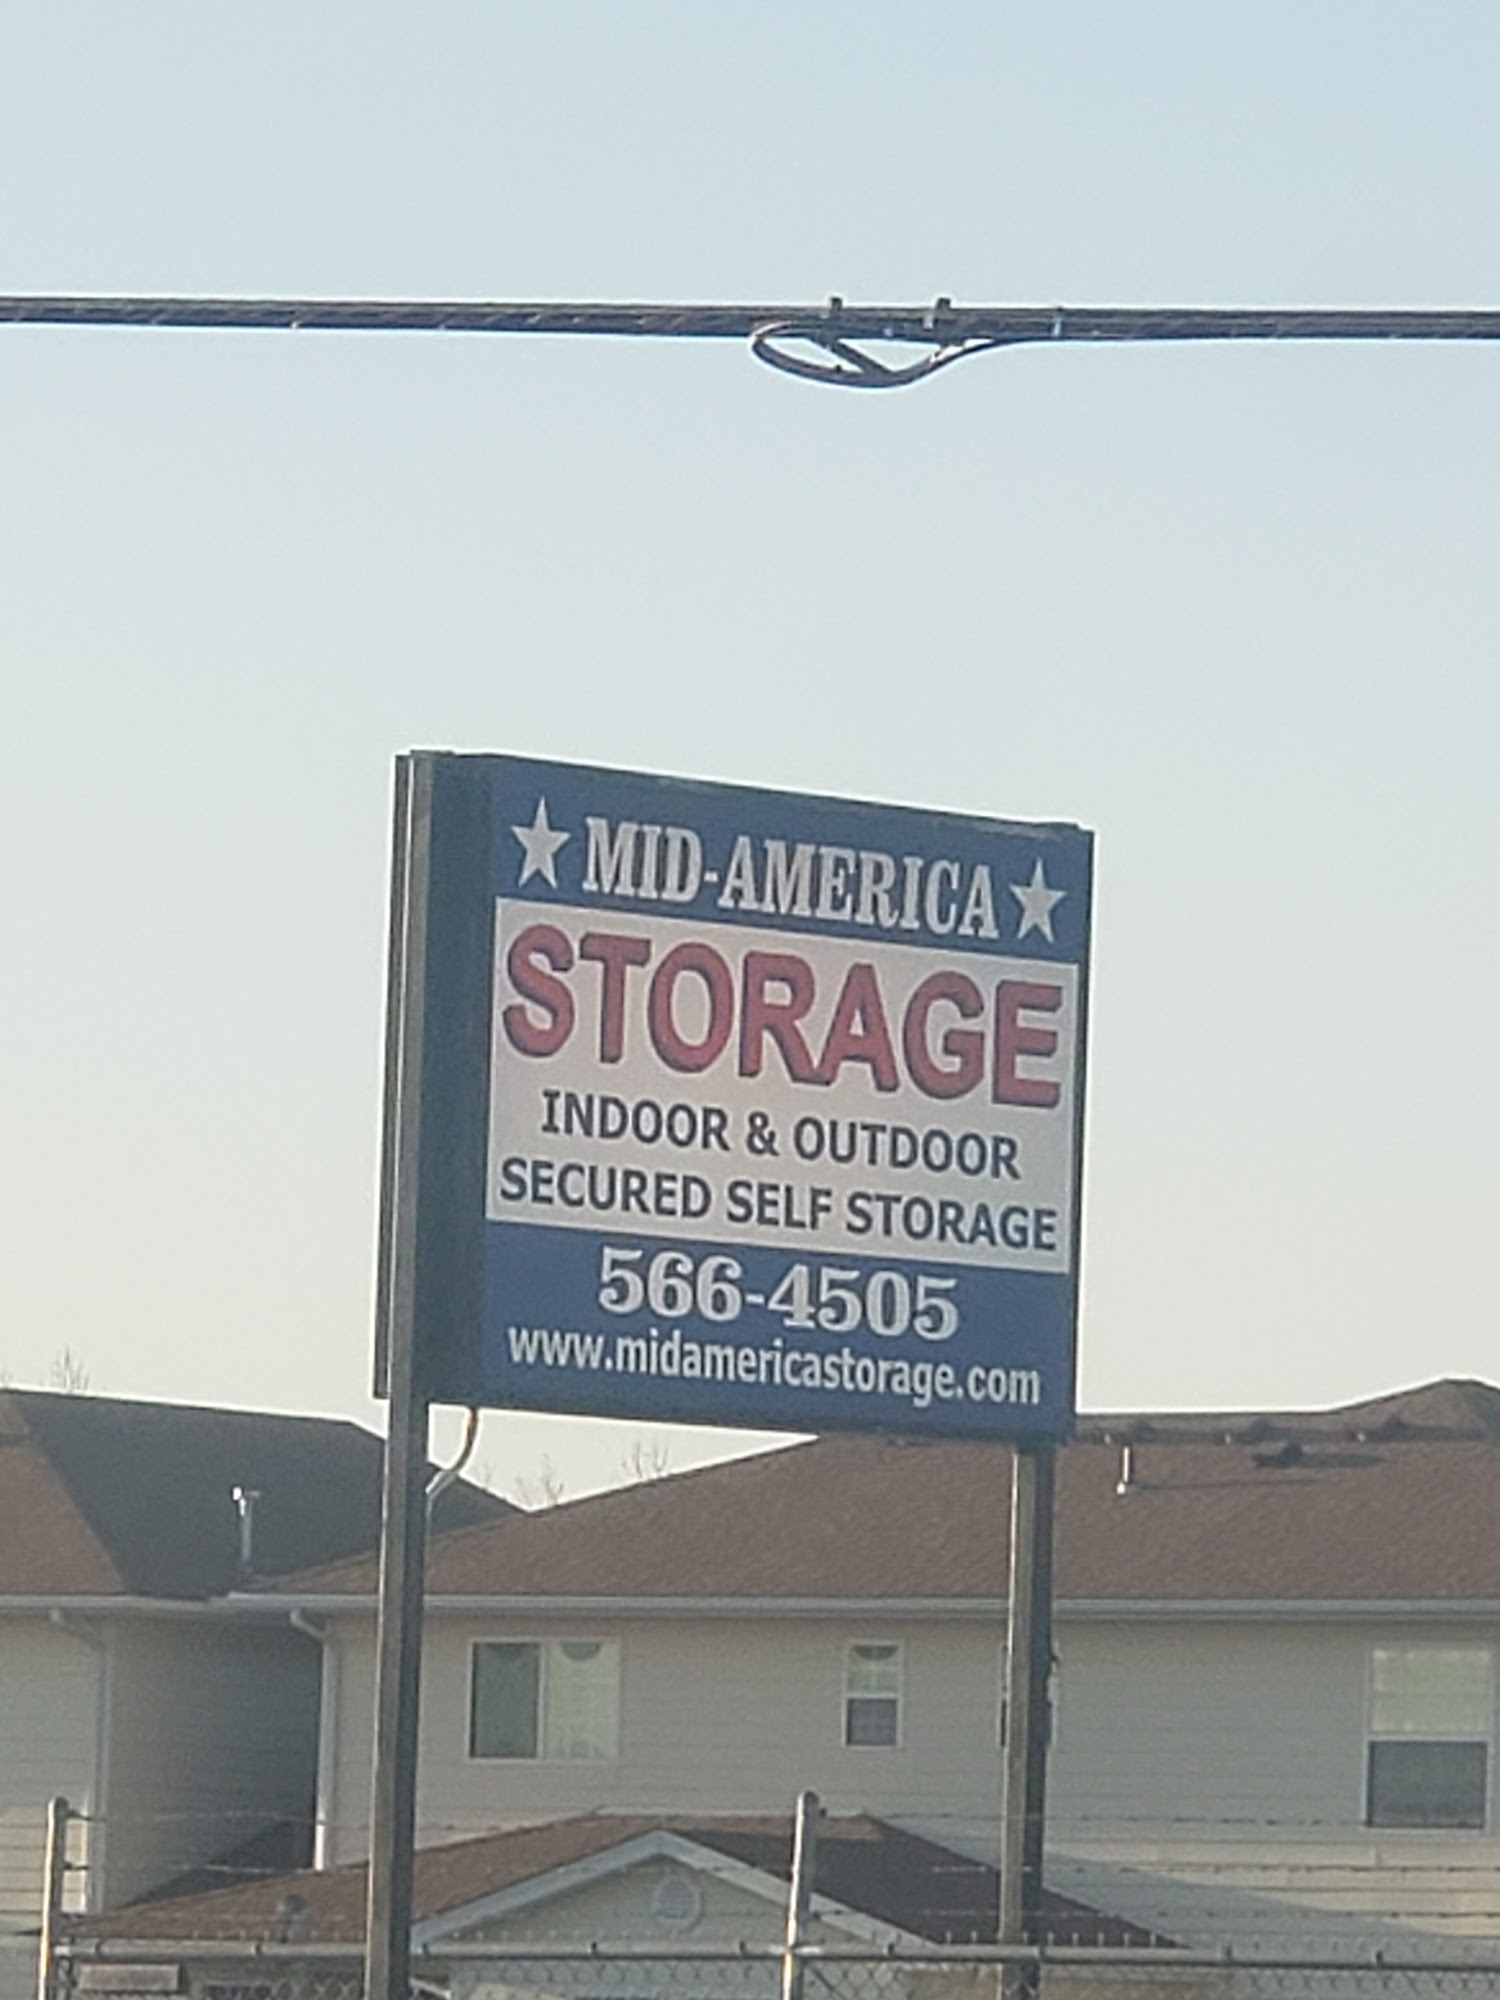 MID-AMERICA
STORAGE
INDOOR & OUTDOOR
SECURED SELF STORAGE
566-4505
www.midamericastorage.com